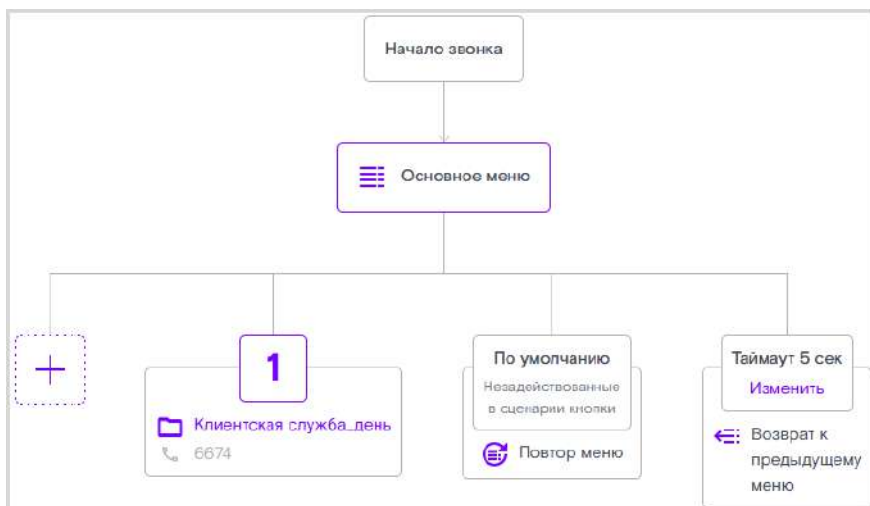 Начало звонка
Основное меню
1
Клиентская служба_день
6674
По умолчанию
Незадействованные
в сценарии кнопки
Повтор меню
Таймаут 5 сек
Изменить
Возврат к
предыдущему
меню